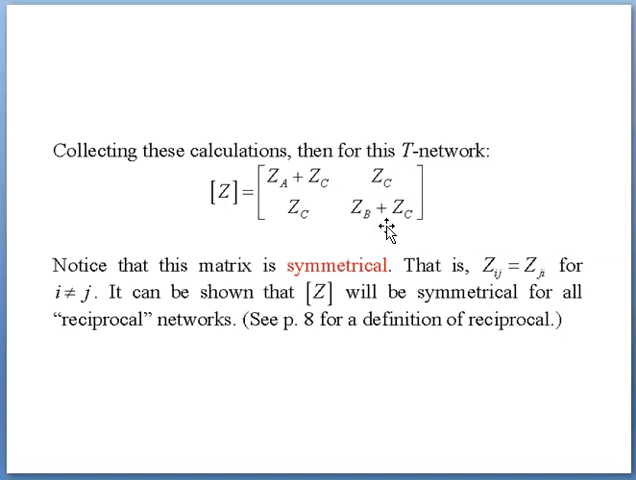 Collecting these calculations, then for this T-network:
[Z] = [ Z_A + Z_C   Z_C
Z_C   Z_B + Z_C ]
Notice that this matrix is symmetrical. That is, Z_ij = Z_ji for
i ≠ j. It can be shown that [Z] will be symmetrical for all
“reciprocal” networks. (See p. 8 for a definition of reciprocal.)